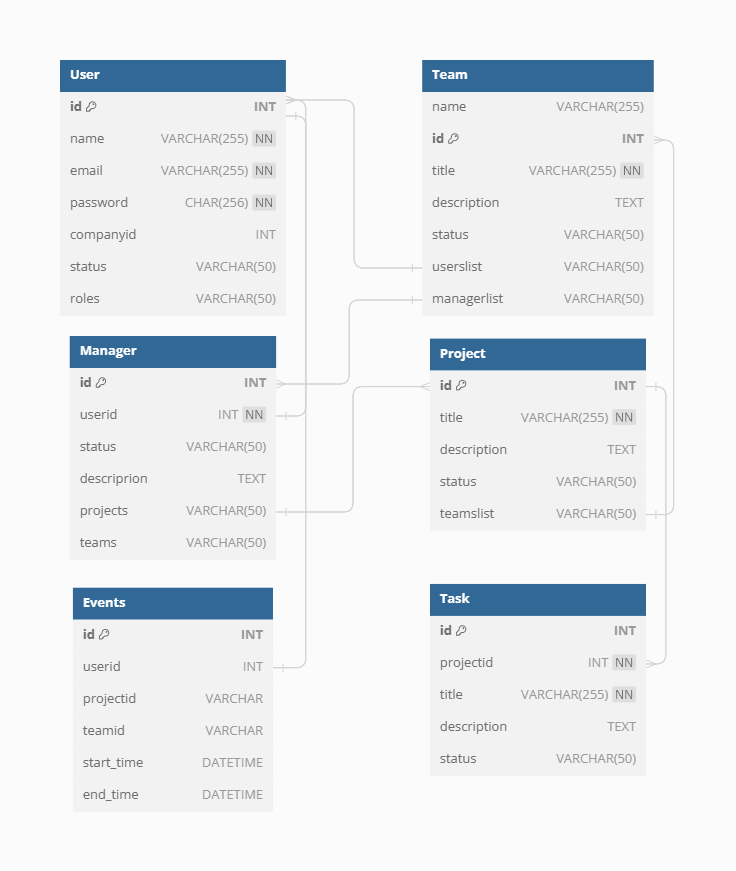 User
id INT
name VARCHAR(255) NN
email VARCHAR(255) NN
password CHAR(256) NN
companyid INT
status VARCHAR(50)
roles VARCHAR(50)
Team
name VARCHAR(255)
id INT
title VARCHAR(255) NN
description TEXT
status VARCHAR(50)
userslist VARCHAR(50)
managerlist VARCHAR(50)
Manager
id INT
userid INT NN
status VARCHAR(50)
descriprion TEXT
projects VARCHAR(50)
teams VARCHAR(50)
Project
id INT
title VARCHAR(255) NN
description TEXT
status VARCHAR(50)
teamslist VARCHAR(50)
Events
id INT
userid INT
projectid VARCHAR
teamid VARCHAR
start_time DATETIME
end_time DATETIME
Task
id INT
projectid INT NN
title VARCHAR(255) NN
description TEXT
status VARCHAR(50)